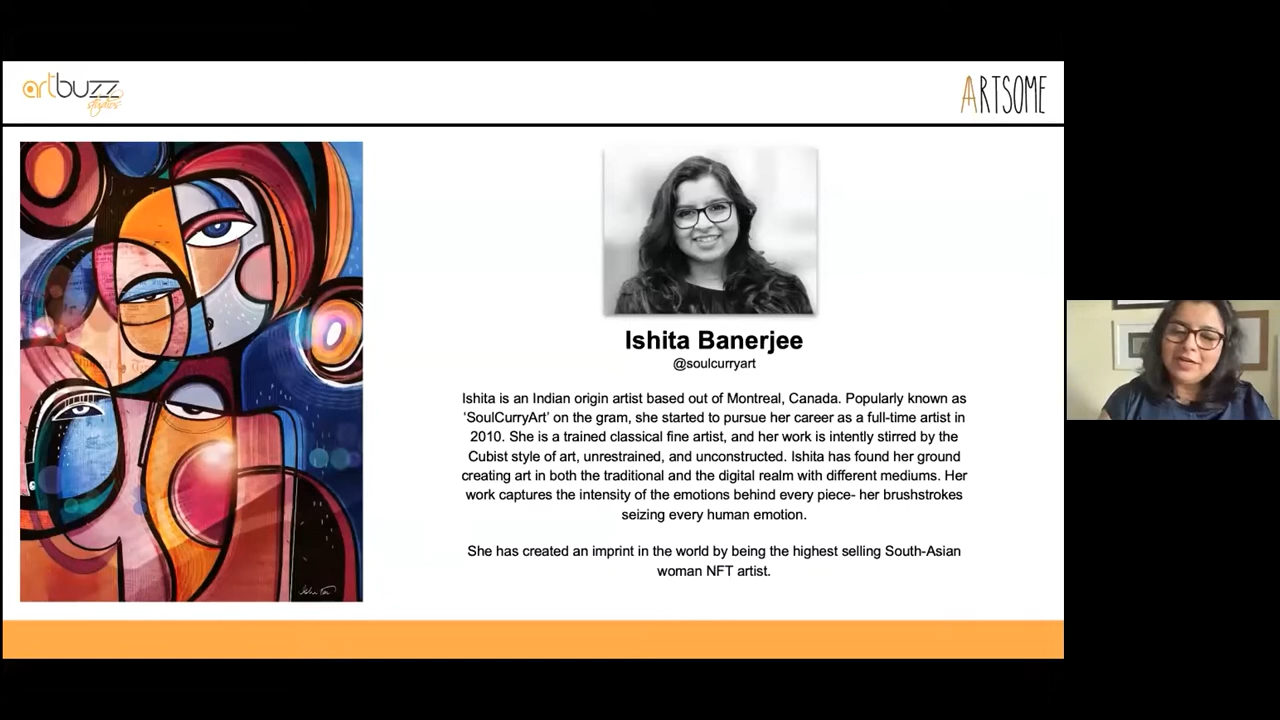 artbuzz
studios
ARTSOME
Ishita Banerjee
@soulcurryart
Ishita is an Indian origin artist based out of Montreal, Canada. Popularly known as
‘SoulCurryArt’ on the gram, she started to pursue her career as a full-time artist in
2010. She is a trained classical fine artist, and her work is intently stirred by the
Cubist style of art, unrestrained, and unconstructed. Ishita has found her ground
creating art in both the traditional and the digital realm with different mediums. Her
work captures the intensity of the emotions behind every piece- her brushstrokes
seizing every human emotion.
She has created an imprint in the world by being the highest selling South-Asian
woman NFT artist.